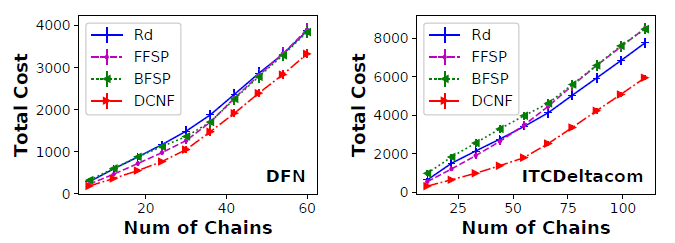 Total Cost
4000
3000
2000
1000
0
Rd
FFSP
BFSP
DCNF
DFN
20
40
60
Num of Chains
Total Cost
8000
6000
4000
2000
0
Rd
FFSP
BFSP
DCNF
ITCDeltacom
25
50
75
100
Num of Chains